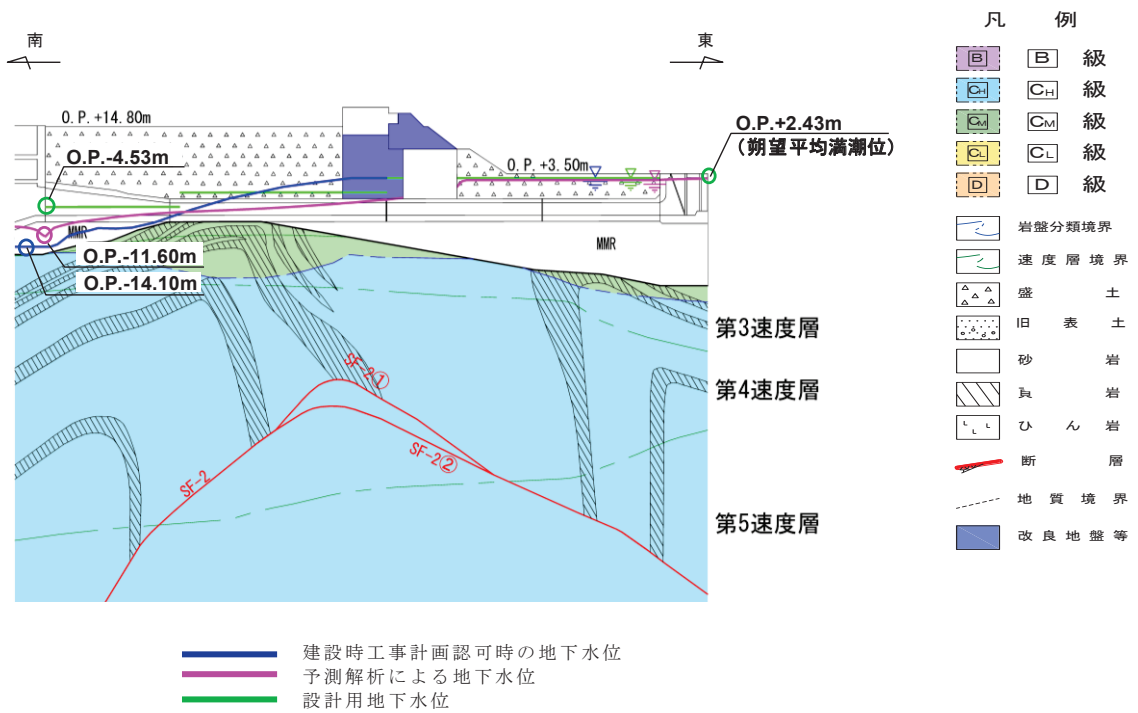 南
東
O.P.+14.80m
O.P.-4.53m
O.P.+3.50m
O.P.+2.43m
(朔望平均満潮位)
MMR
MMR
O.P.-11.60m
O.P.-14.10m
第3速度層
SF-2①
第4速度層
SF-2②
SF-2
第5速度層
建設時工事計画認可時の地下水位
予測解析による地下水位
設計用地下水位
凡 例
B B 級
CH CH 級
CM CM 級
CL CL 級
D D 級
岩盤分類境界
速度層境界
盛 土
旧 表 土
砂 岩
頁 岩
ひ ん 岩
断 層
地 質 境 界
改 良 地 盤 等